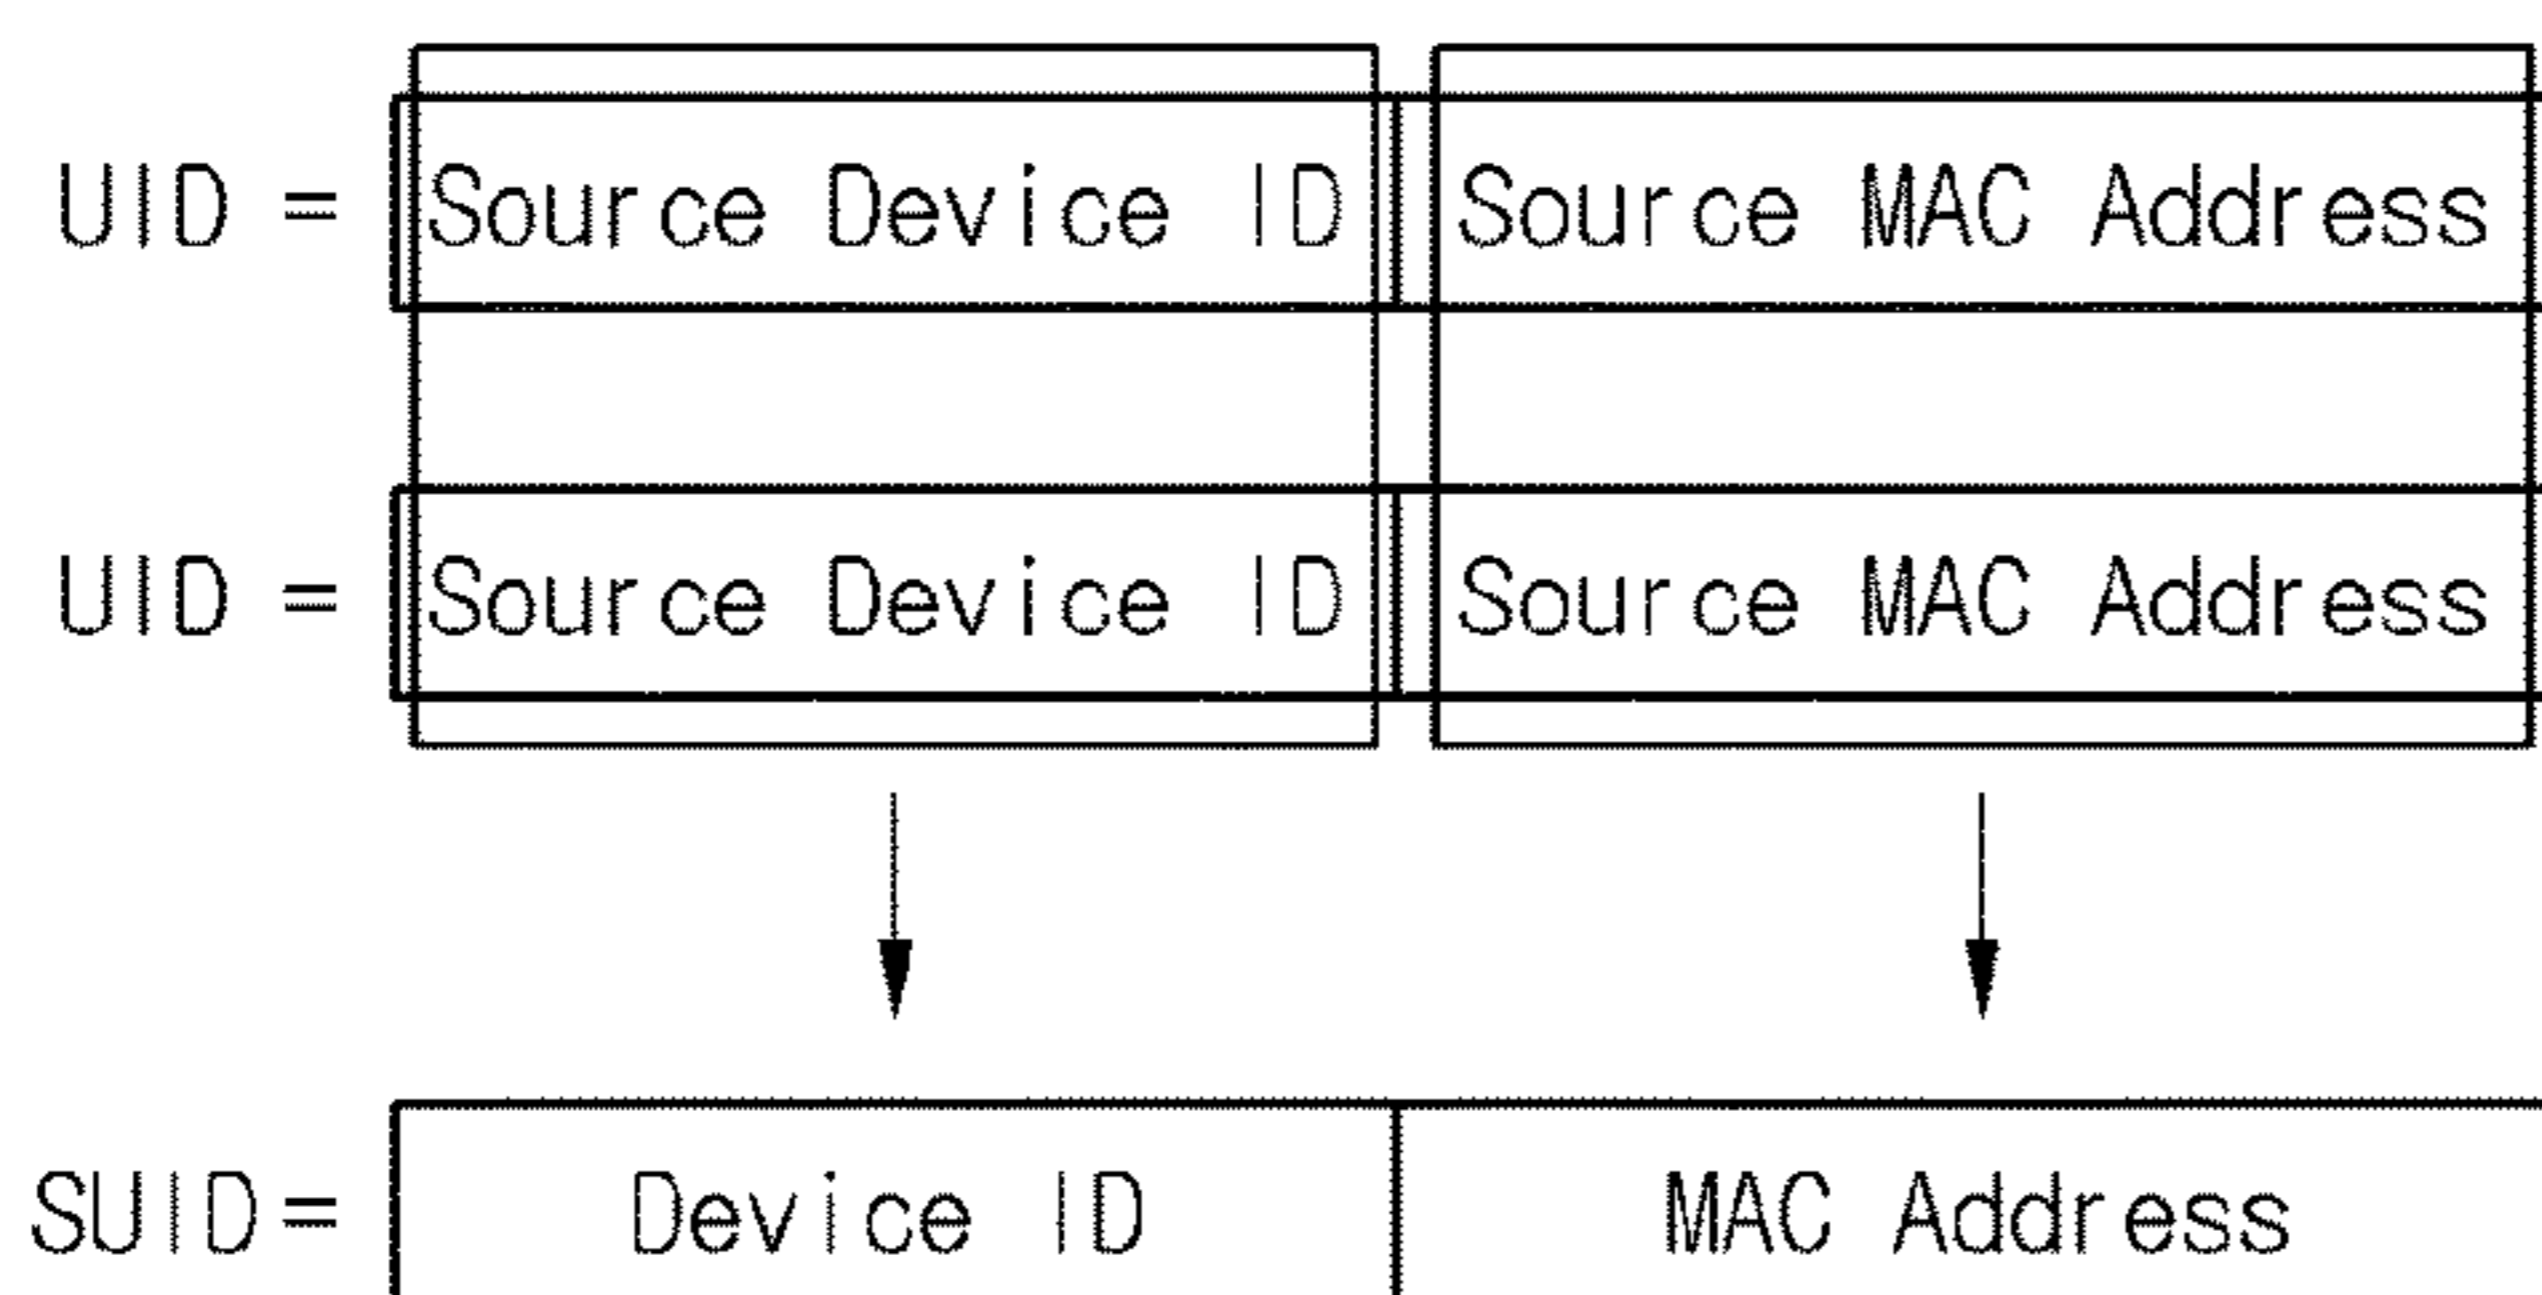 UID = Source Device ID Source MAC Address
UID = Source Device ID Source MAC Address
SUID= Device ID MAC Address